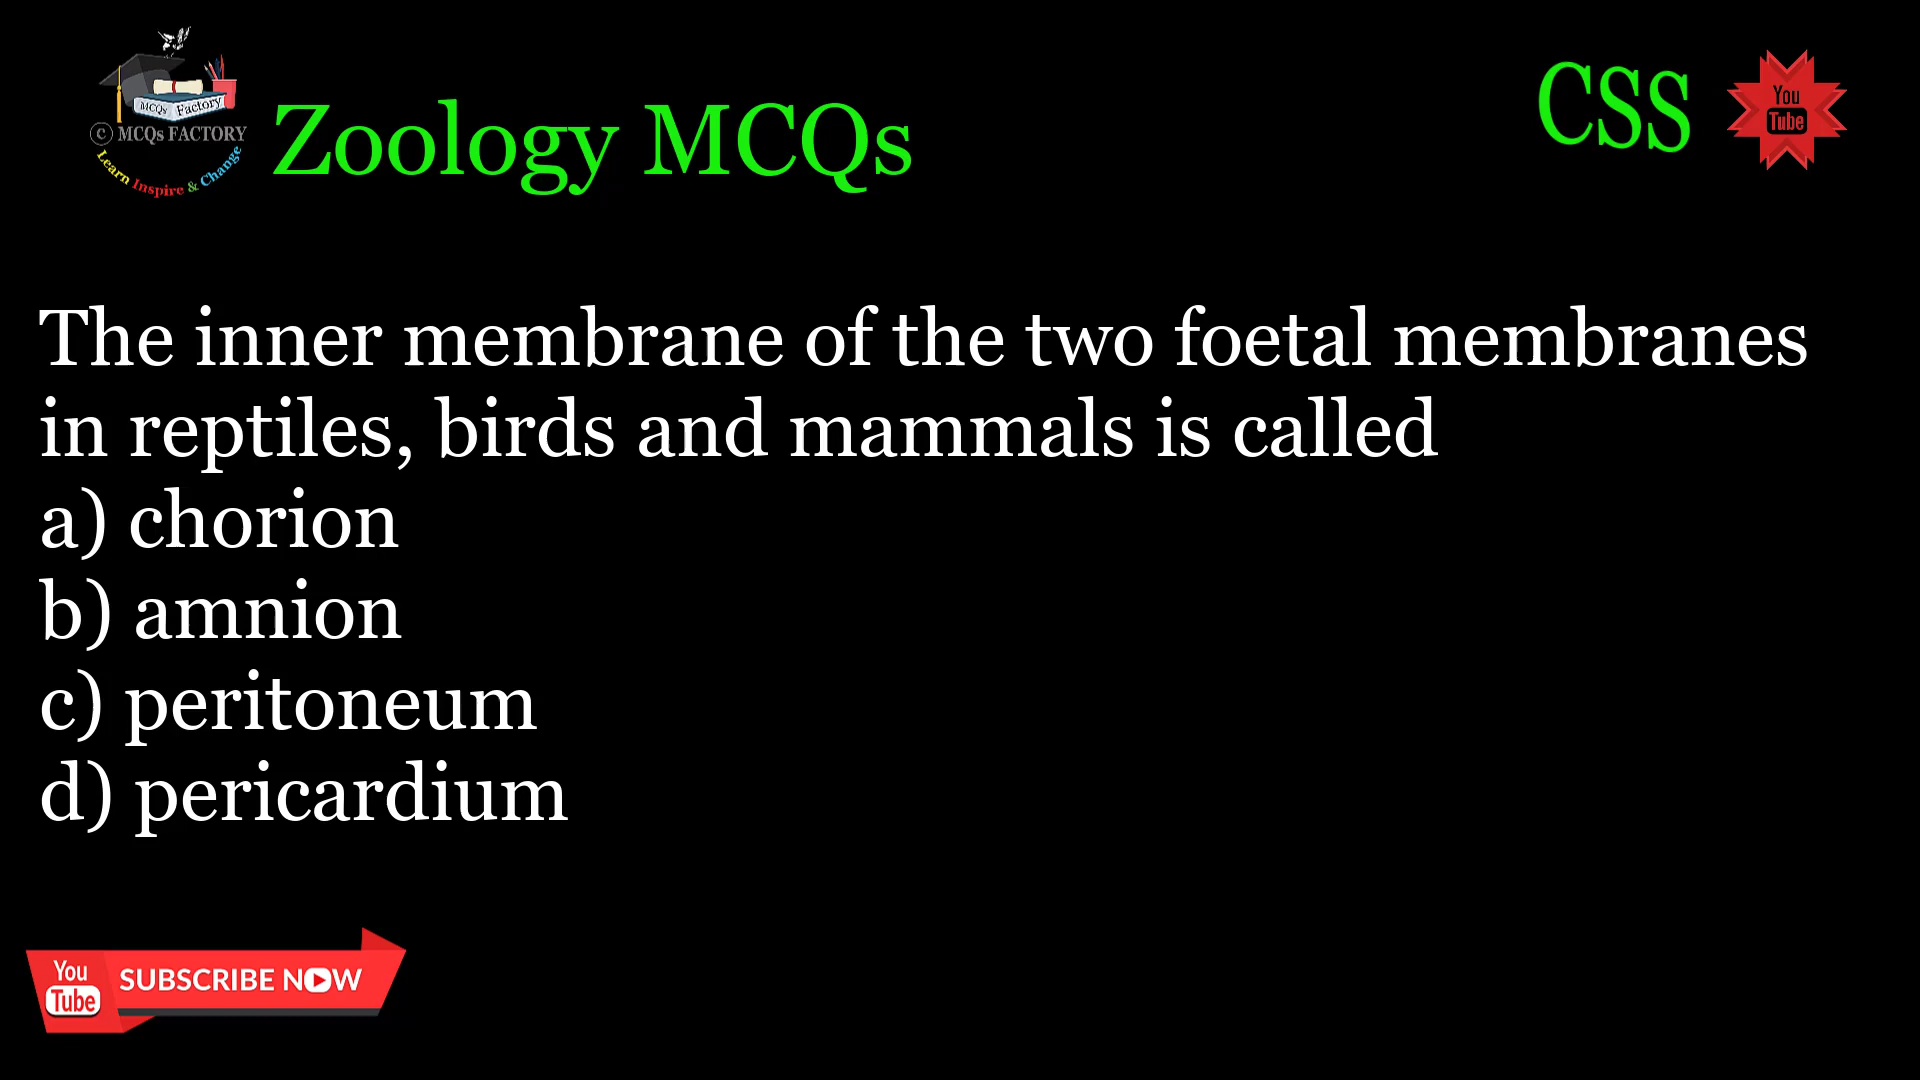 MCQs Factory
© MCQs FACTORY
Learn Inspire & Change
Zoology MCQs
CSS
You
Tube
The inner membrane of the two foetal membranes
in reptiles, birds and mammals is called
a) chorion
b) amnion
c) peritoneum
d) pericardium
You
Tube
SUBSCRIBE NOW